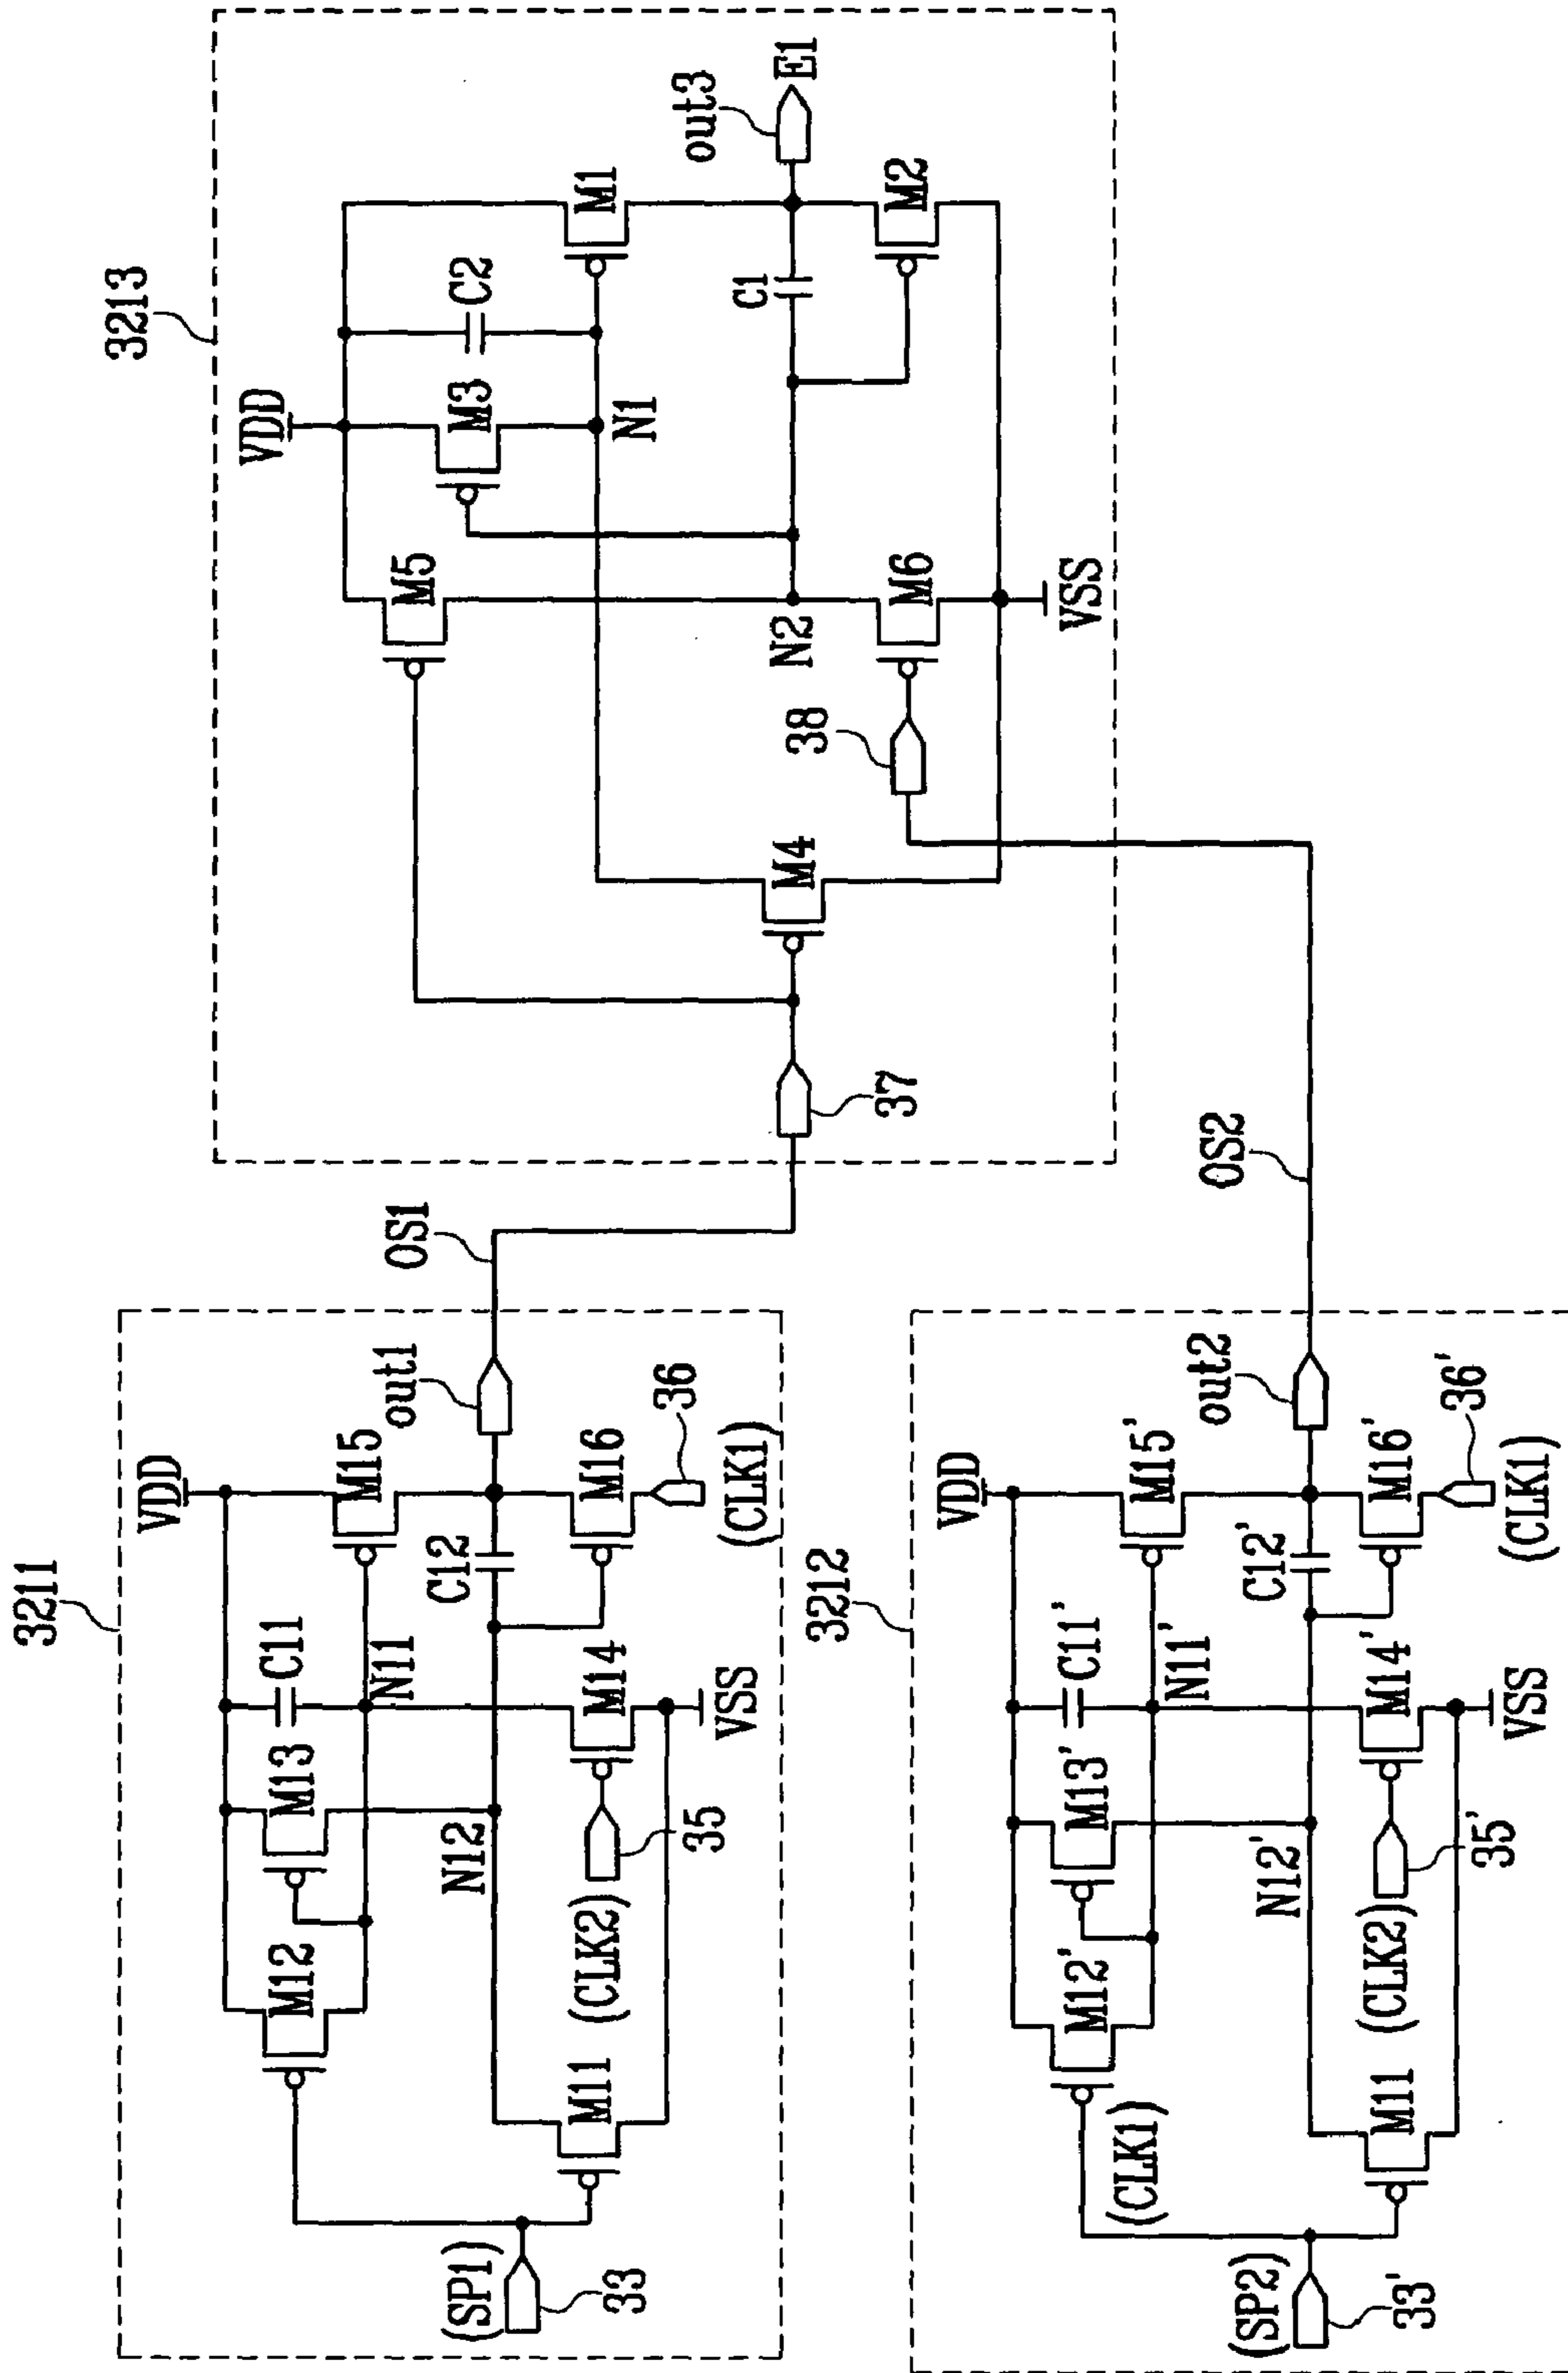 3211
VDD
M12
M13
C11
M15
out1
OS1
N11
N12
C12
M11
M14
M16
(SP1)
33
(CLK2)
35
VSS
36
(CLK1)
3212
VDD
M12'
M13'
C11'
M15'
out2
OS2
N11'
N12'
C12'
(CLK1)
M11
M14'
M16'
(SP2)
33'
(CLK2)
35'
VSS
36'
(CLK1)
3213
VDD
M5
M3
C2
M1
N1
out3
E1
37
M4
N2
C1
38
M6
M2
VSS